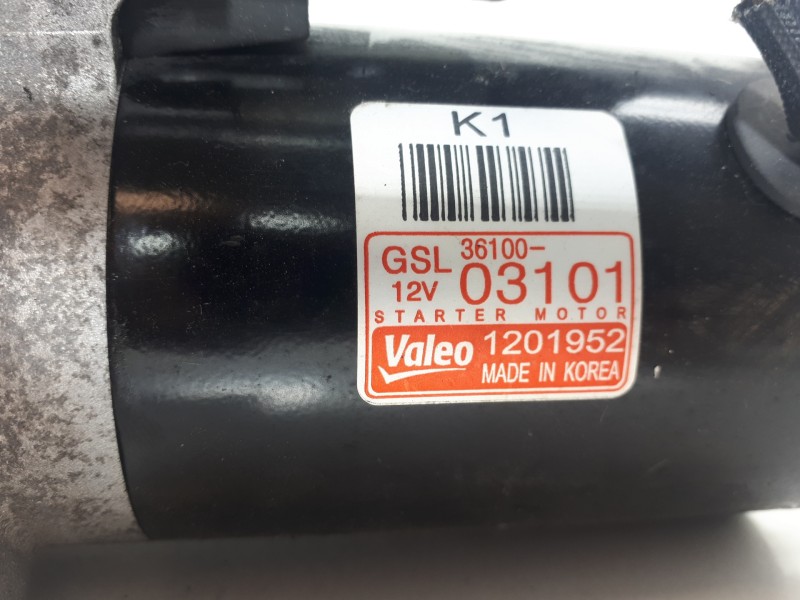 K1
GSL 36100-
12V 03101
STARTER MOTOR
Valeo 1201952
MADE IN KOREA